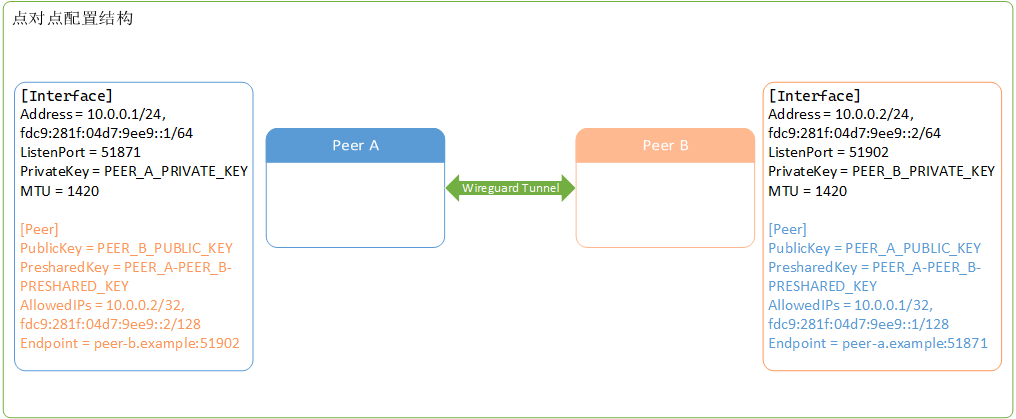 点对点配置结构
[Interface]
Address = 10.0.0.1/24,
fdc9:281f:04d7:9ee9::1/64
ListenPort = 51871
PrivateKey = PEER_A_PRIVATE_KEY
MTU = 1420
[Peer]
PublicKey = PEER_B_PUBLIC_KEY
PresharedKey = PEER_A-PEER_B-
PRESHARED_KEY
AllowedIPs = 10.0.0.2/32,
fdc9:281f:04d7:9ee9::2/128
Endpoint = peer-b.example:51902
Peer A
Wireguard Tunnel
Peer B
[Interface]
Address = 10.0.0.2/24,
fdc9:281f:04d7:9ee9::2/64
ListenPort = 51902
PrivateKey = PEER_B_PRIVATE_KEY
MTU = 1420
[Peer]
PublicKey = PEER_A_PUBLIC_KEY
PresharedKey = PEER_A-PEER_B-
PRESHARED_KEY
AllowedIPs = 10.0.0.1/32,
fdc9:281f:04d7:9ee9::1/128
Endpoint = peer-a.example:51871